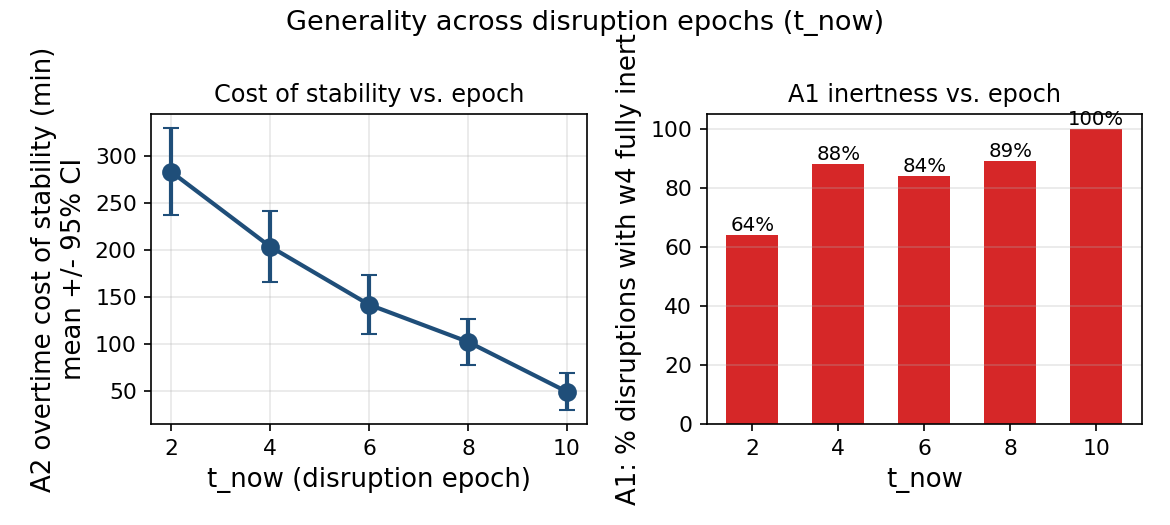 Generality across disruption epochs (t_now)
Cost of stability vs. epoch
A2 overtime cost of stability (min)
mean +/- 95% CI
300
250
200
150
100
50
2 4 6 8 10
t_now (disruption epoch)
A1 inertness vs. epoch
A1: % disruptions with w4 fully inert
100
80
60
40
20
0
64%
88%
84%
89%
100%
2 4 6 8 10
t_now